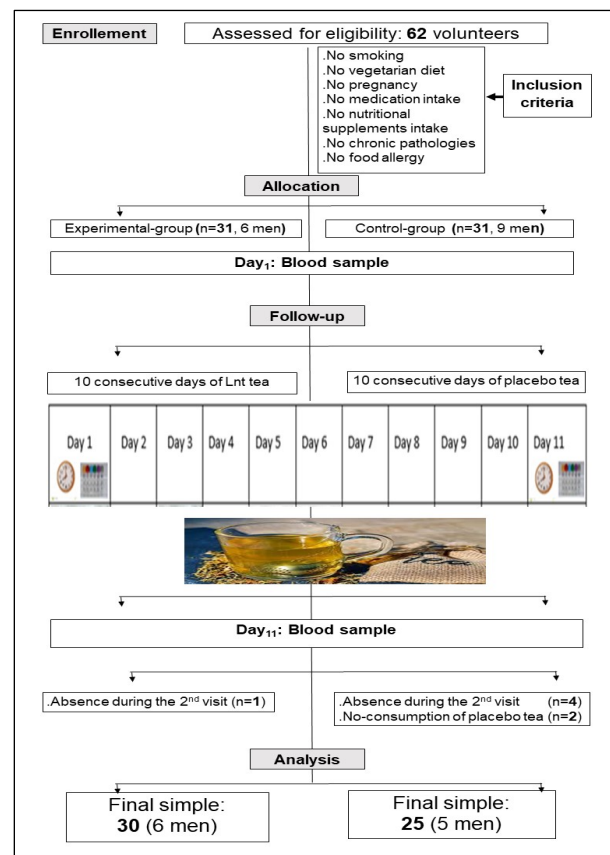 Enrollement
Assessed for eligibility: 62 volunteers
.No smoking
.No vegetarian diet
.No pregnancy
.No medication intake
.No nutritional
supplements intake
.No chronic pathologies
.No food allergy
Inclusion
criteria
Allocation
Experimental-group (n=31, 6 men)
Control-group (n=31, 9 men)
Day₁: Blood sample
Follow-up
10 consecutive days of Lnt tea
10 consecutive days of placebo tea
Day 1 Day 2 Day 3 Day 4 Day 5 Day 6 Day 7 Day 8 Day 9 Day 10 Day 11
Day₁₁: Blood sample
.Absence during the 2nd visit (n=1)
.Absence during the 2nd visit (n=4)
.No-consumption of placebo tea (n=2)
Analysis
Final simple:
30 (6 men)
Final simple:
25 (5 men)